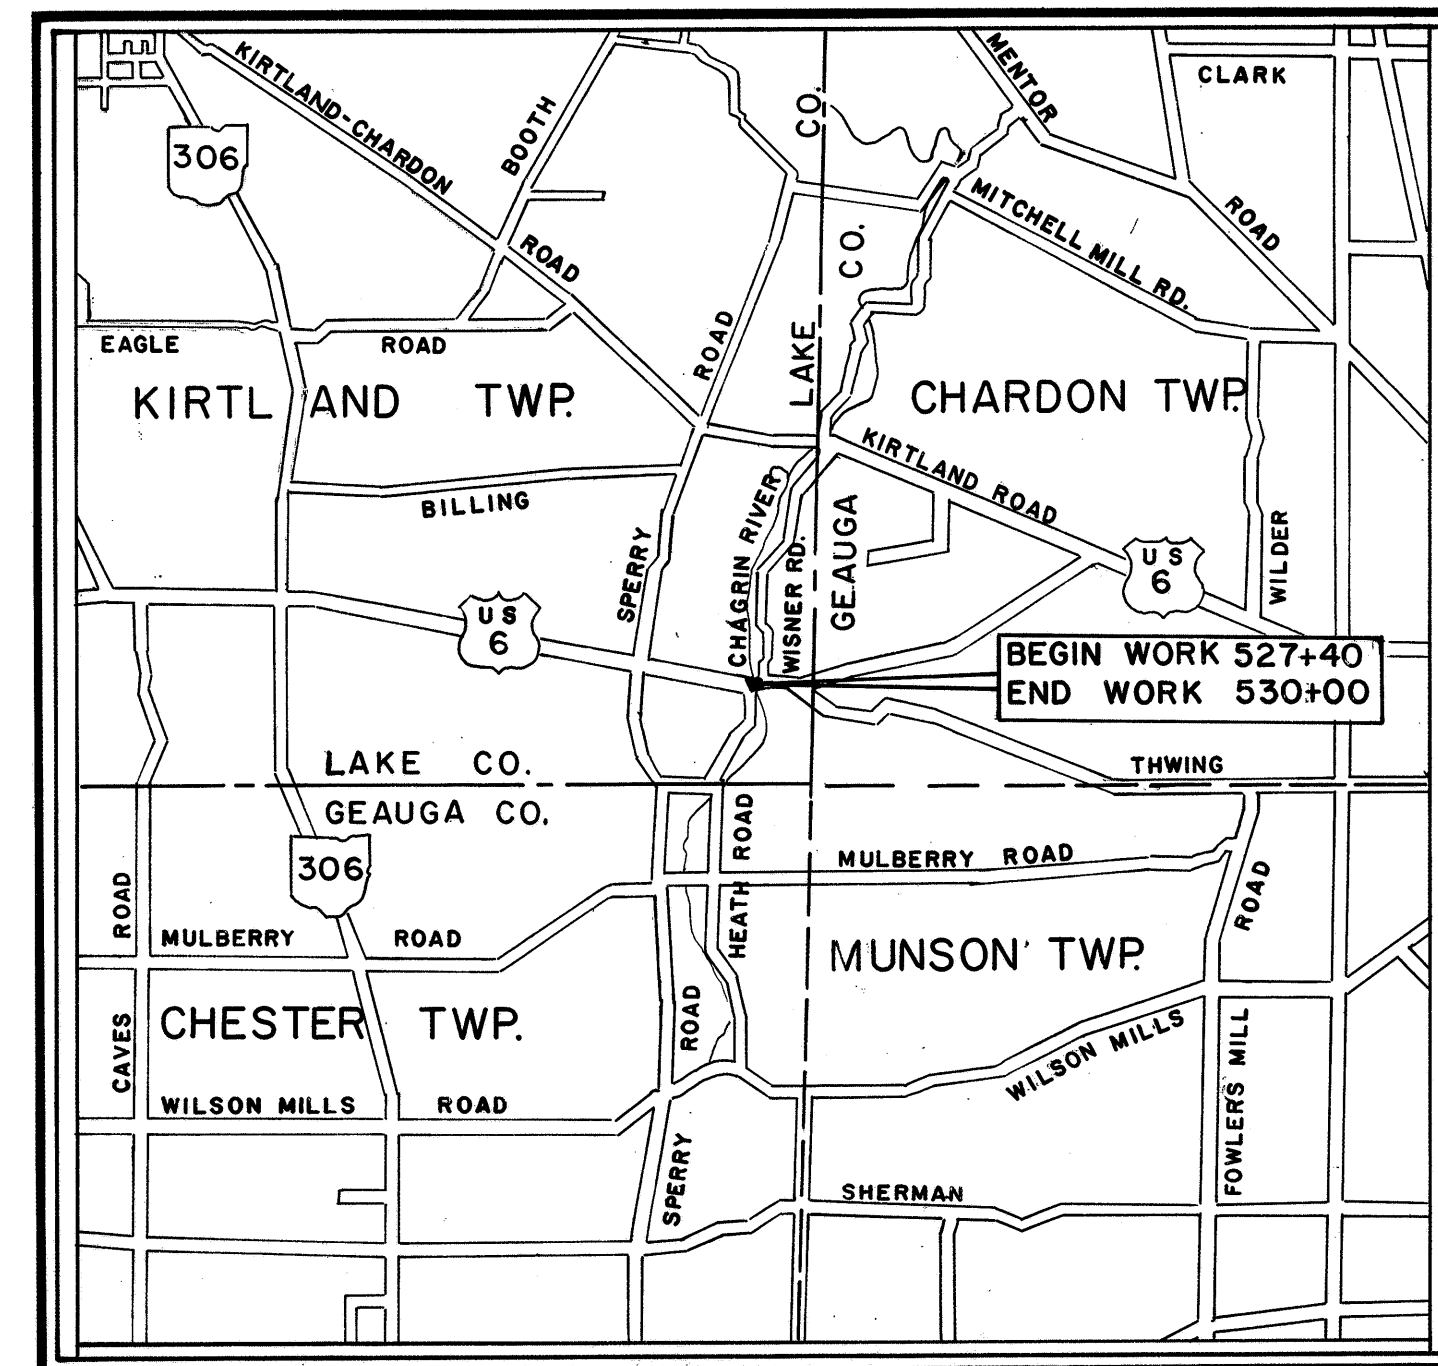 KIRTLAND-CHARDON
ROAD
BOOTH
MENTOR
ROAD
CLARK
306
MITCHELL MILL RD.
LAKE CO.
GEAUGA CO.
EAGLE ROAD
ROAD
KIRTLAND TWP.
CHARDON TWP.
KIRTLAND ROAD
BILLING
SPERRY
CHAGRIN RIVER
WISNER RD.
WILDER
US
6
US
6
BEGIN WORK 527+40
END WORK 530+00
LAKE CO.
GEAUGA CO.
THWING
306
HEATH ROAD
MULBERRY ROAD
ROAD
CAVES ROAD
MULBERRY ROAD
MUNSON TWP.
CHESTER TWP.
ROAD
WILSON MILLS
WILSON MILLS ROAD
FOWLERS MILL
SPERRY
SHERMAN